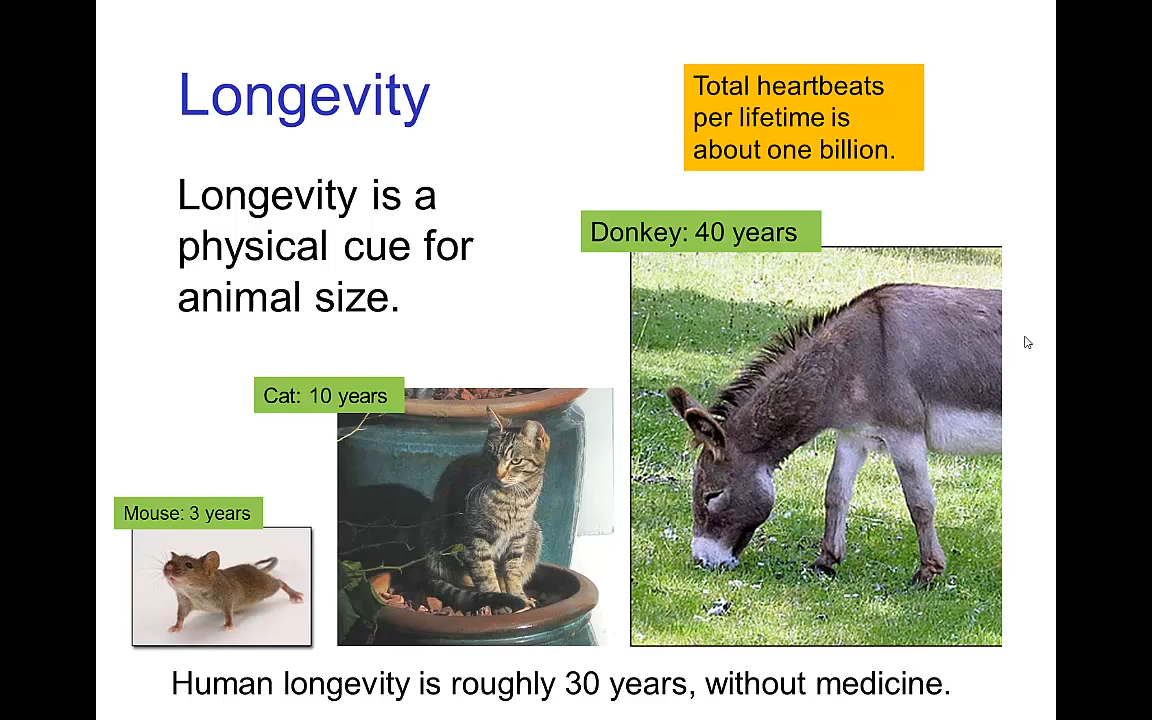 Longevity
Total heartbeats
per lifetime is
about one billion.
Longevity is a
physical cue for
animal size.
Donkey: 40 years
Cat: 10 years
Mouse: 3 years
Human longevity is roughly 30 years, without medicine.